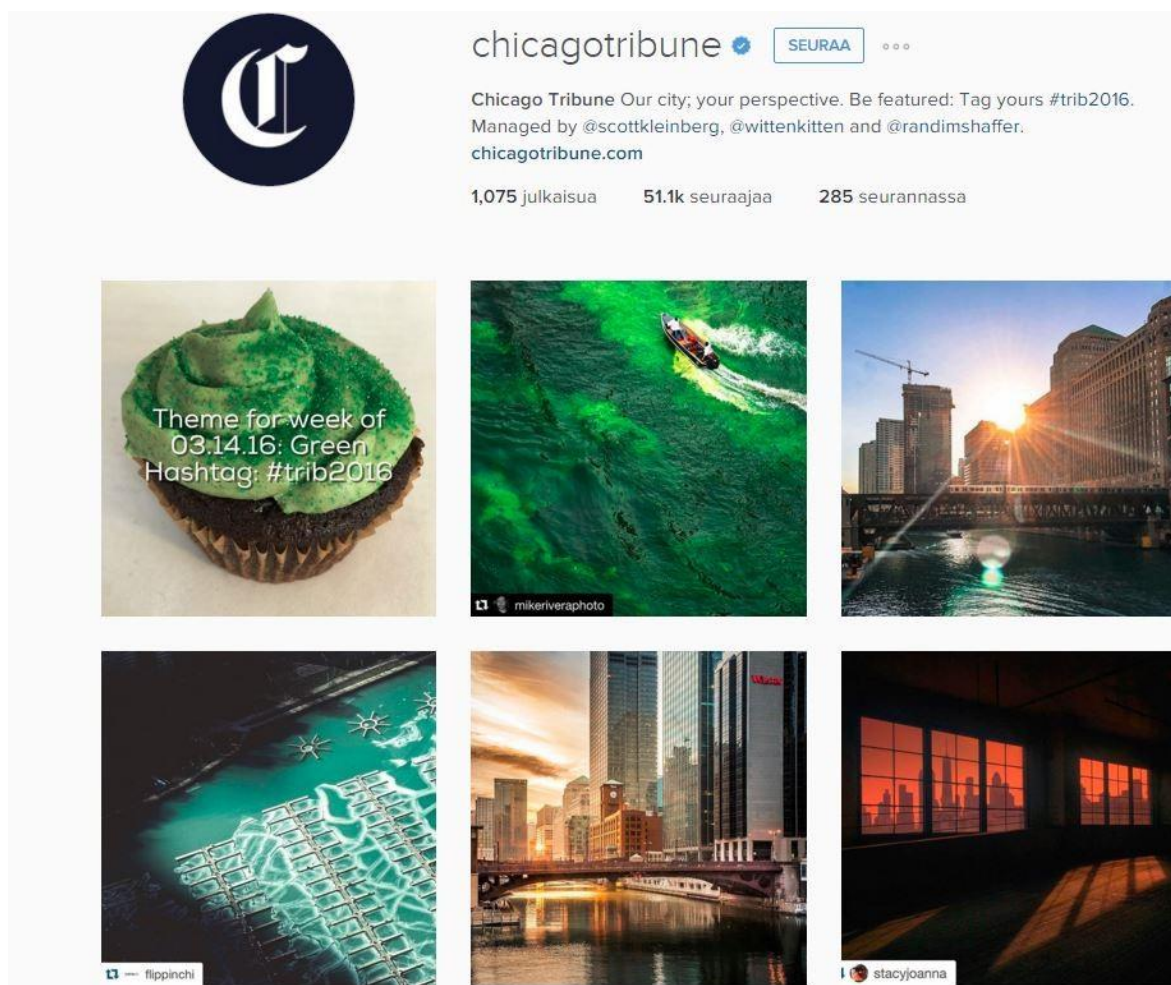 C
chicagotribune SEURAA
Chicago Tribune Our city; your perspective. Be featured: Tag yours #trib2016.
Managed by @scottkleinberg, @wittenkitten and @randimshaffer.
chicagotribune.com
1,075 julkaisua 51.1k seuraajaa 285 seurannassa
Theme for week of
03.14.16: Green
Hashtag: #trib2016
mikeriveraphoto
flippinchi
stacyjoanna